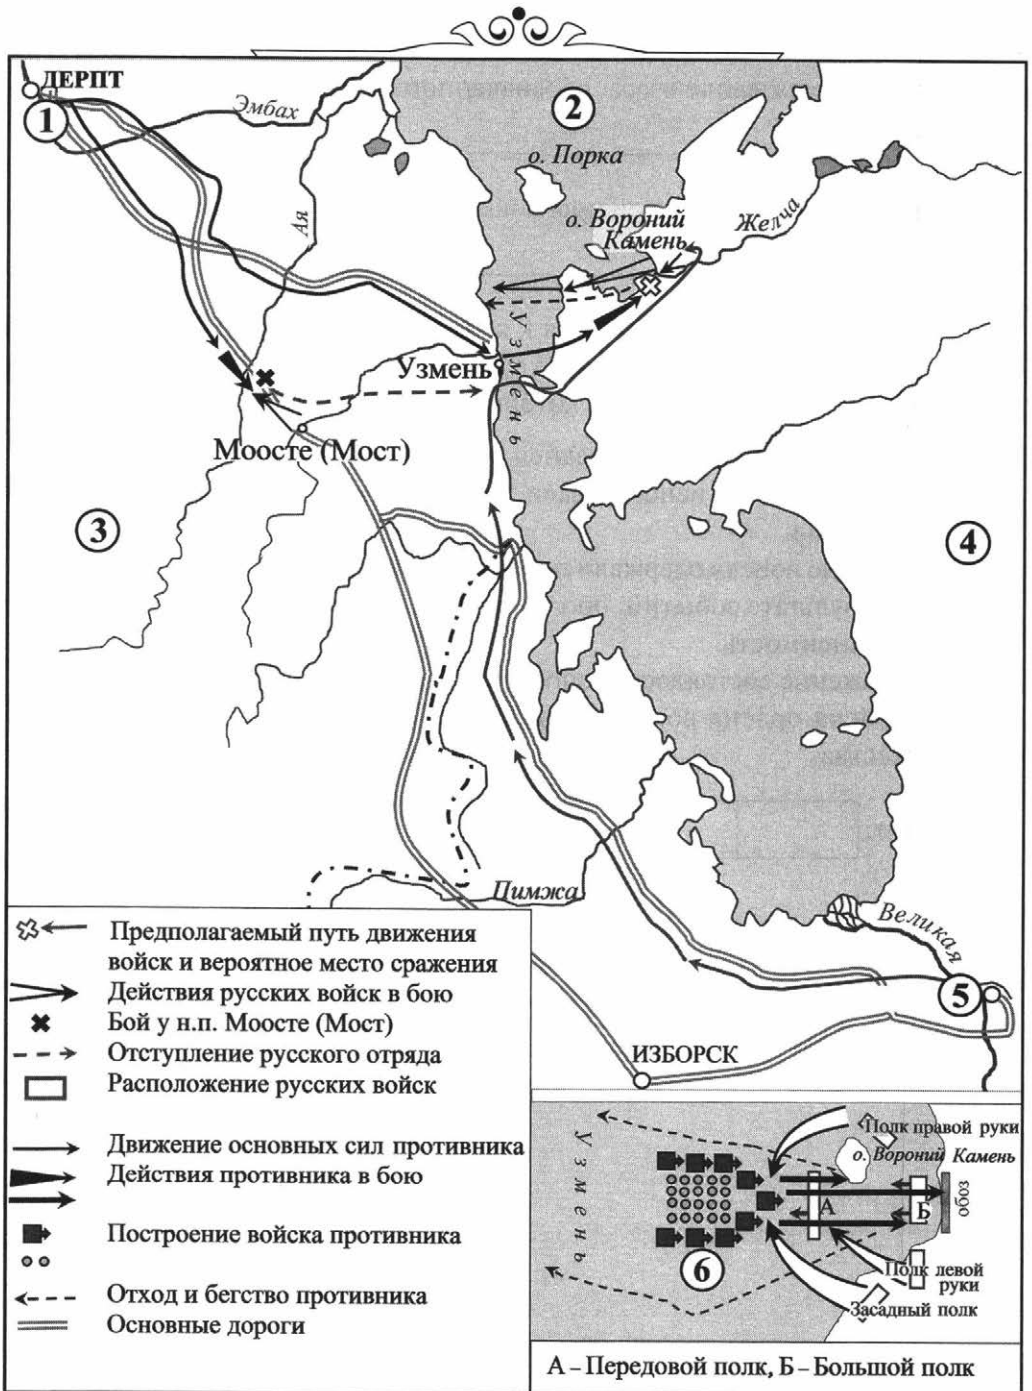 ДЕРПТ
1
Эмбах
2
о. Порка
Ая
о. Вороний
Камень
Желча
Узмень
Узмень
Моосте (Мост)
3
4
Пимжа
Великая
5
ИЗБОРСК
Предполагаемый путь движения
войск и вероятное место сражения
Действия русских войск в бою
Бой у н.п. Моосте (Мост)
Отступление русского отряда
Расположение русских войск
Движение основных сил противника
Действия противника в бою
Построение войска противника
Отход и бегство противника
Основные дороги
Узмень
Полк правой руки
о. Вороний Камень
А
Б
обоз
6
Полк левой
руки
Засадный полк
А – Передовой полк, Б – Большой полк